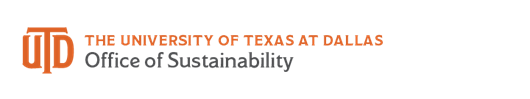 UTD
THE UNIVERSITY OF TEXAS AT DALLAS
Office of Sustainability